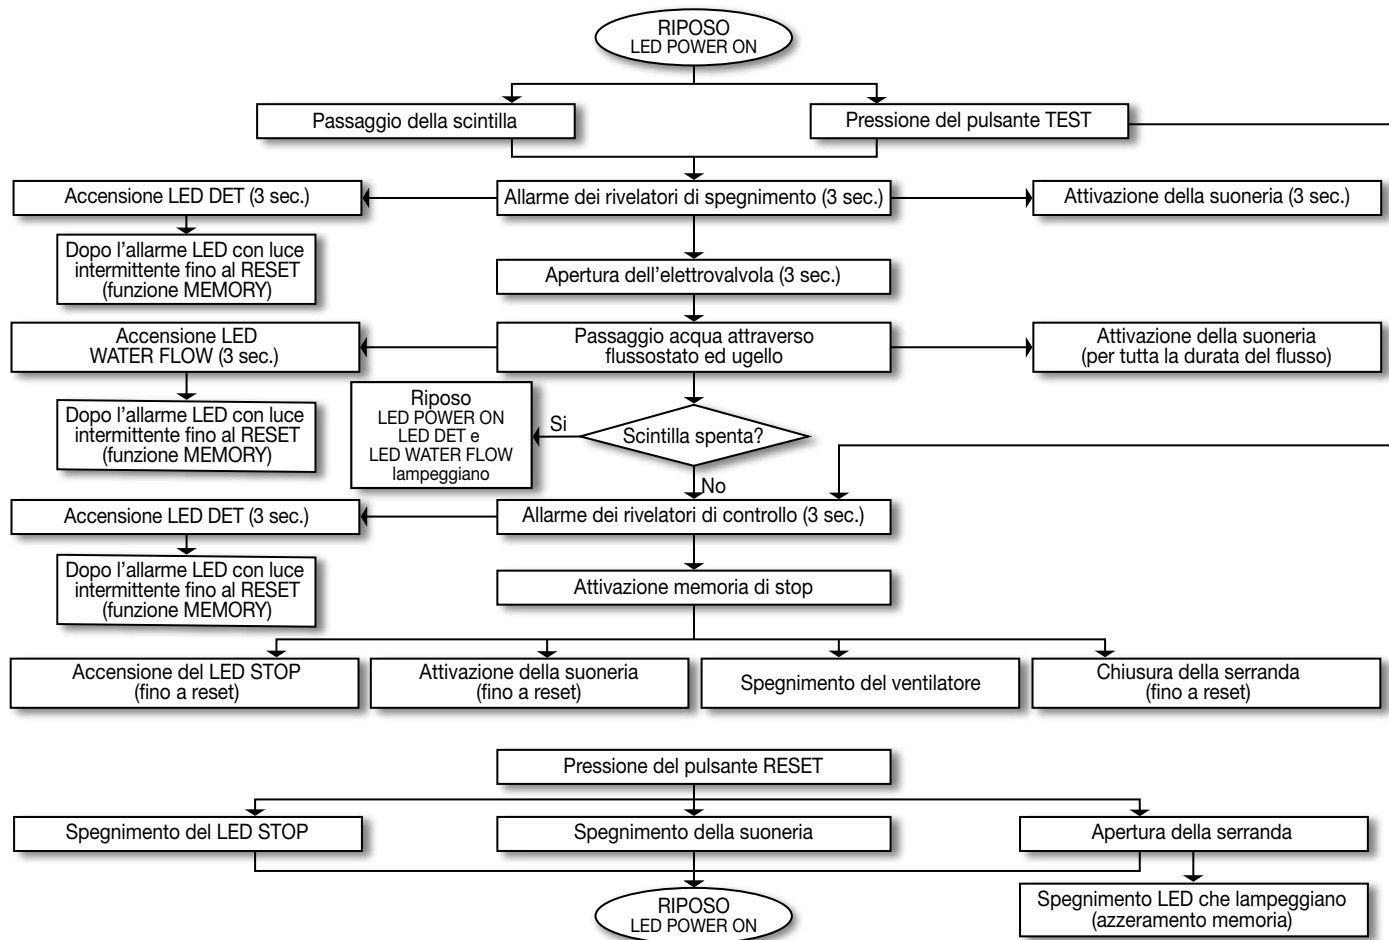 RIPOSO
LED POWER ON
Passaggio della scintilla
Pressione del pulsante TEST
Accensione LED DET (3 sec.)
Allarme dei rivelatori di spegnimento (3 sec.)
Attivazione della suoneria (3 sec.)
Dopo l'allarme LED con luce
intermittente fino al RESET
(funzione MEMORY)
Apertura dell'elettrovalvola (3 sec.)
Accensione LED
WATER FLOW (3 sec.)
Passaggio acqua attraverso
flussostato ed ugello
Attivazione della suoneria
(per tutta la durata del flusso)
Dopo l'allarme LED con luce
intermittente fino al RESET
(funzione MEMORY)
Riposo
LED POWER ON
LED DET e
LED WATER FLOW
lampeggiano
Si
Scintilla spenta?
No
Accensione LED DET (3 sec.)
Allarme dei rivelatori di controllo (3 sec.)
Dopo l'allarme LED con luce
intermittente fino al RESET
(funzione MEMORY)
Attivazione memoria di stop
Accensione del LED STOP
(fino a reset)
Attivazione della suoneria
(fino a reset)
Spegnimento del ventilatore
Chiusura della serranda
(fino a reset)
Pressione del pulsante RESET
Spegnimento del LED STOP
Spegnimento della suoneria
Apertura della serranda
RIPOSO
LED POWER ON
Spegnimento LED che lampeggiano
(azzeramento memoria)